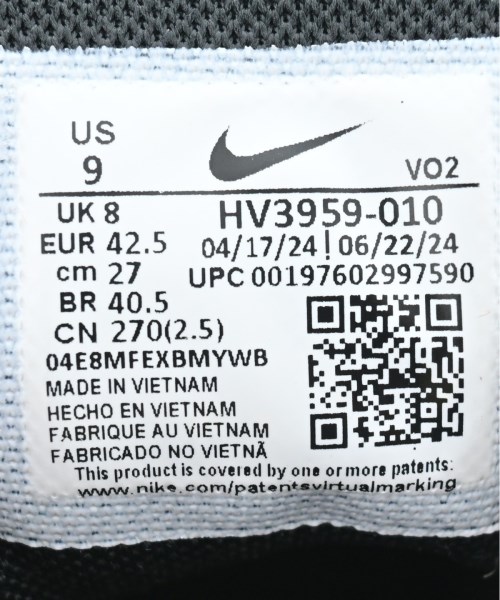 US
9
VO2
UK 8
HV3959-010
EUR 42.5
04/17/24 | 06/22/24
cm 27
UPC 00197602997590
BR 40.5
CN 270(2.5)
04E8MFEXBMYWB
MADE IN VIETNAM
HECHO EN VIETNAM
FABRIQUE AU VIETNAM
FABRICADO NO VIETNÃ
This product is covered by one or more patents:
www.nike.com/patentsvirtualmarking